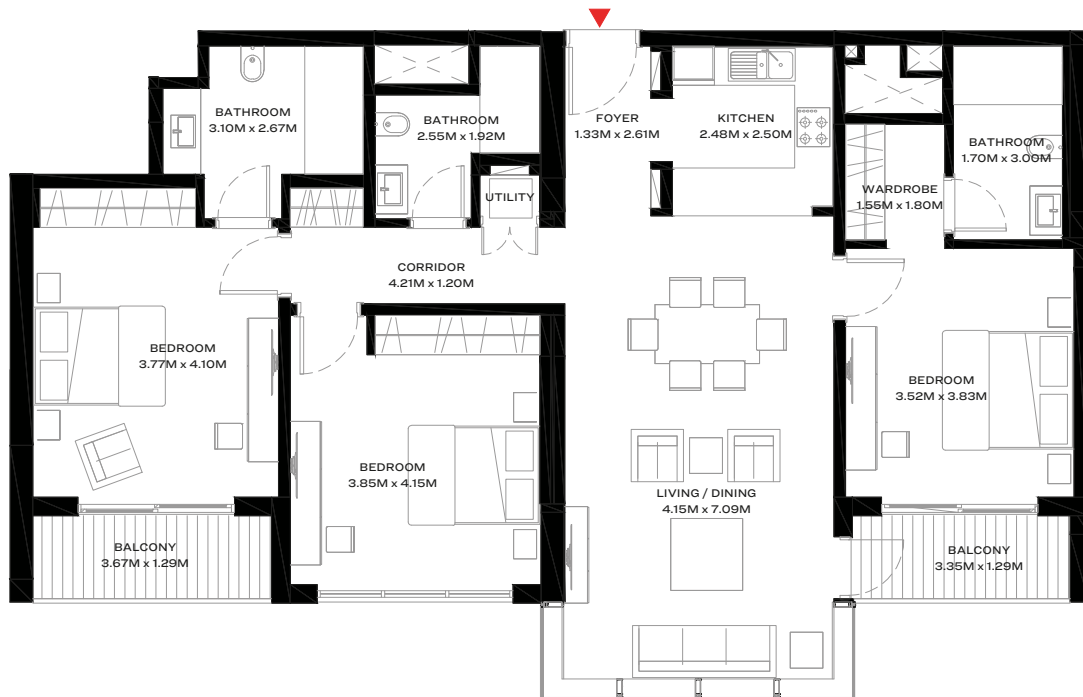 BATHROOM
3.10M x 2.67M
BATHROOM
2.55M x 1.92M
FOYER
1.33M x 2.61M
KITCHEN
2.48M x 2.50M
BATHROOM
1.70M x 3.00M
WARDROBE
1.55M x 1.80M
UTILITY
CORRIDOR
4.21M x 1.20M
BEDROOM
3.77M x 4.10M
BEDROOM
3.52M x 3.83M
BEDROOM
3.85M x 4.15M
LIVING / DINING
4.15M x 7.09M
BALCONY
3.67M x 1.29M
BALCONY
3.35M x 1.29M